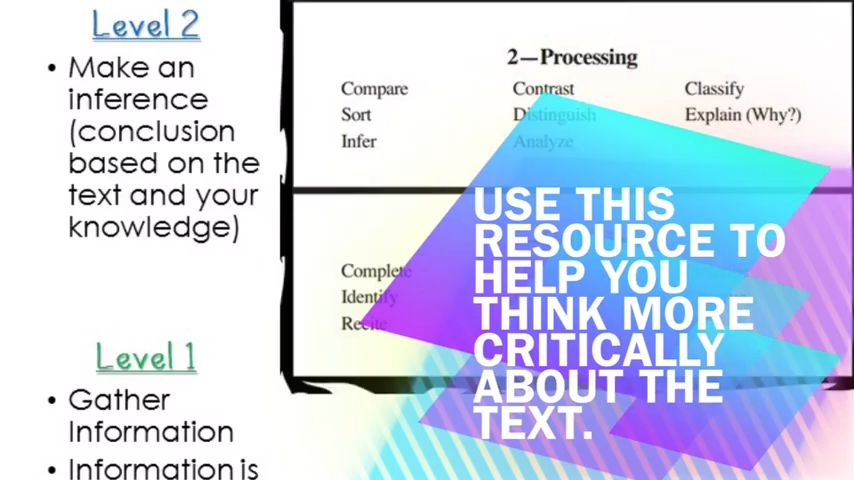 Level 2
• Make an
inference
(conclusion
based on the
text and your
knowledge)
Level 1
• Gather
Information
• Information is
2—Processing
Compare Contrast Classify
Sort Distinguish Explain (Why?)
Infer Analyze
Complete
Identify
Recite
USE THIS
RESOURCE TO
HELP YOU
THINK MORE
CRITICALLY
ABOUT THE
TEXT.